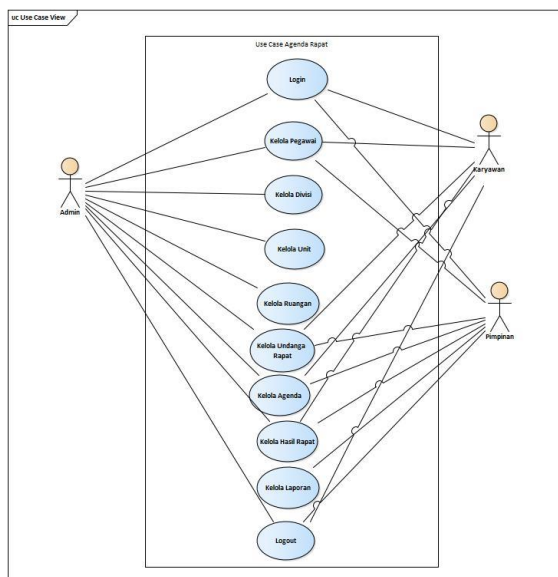 uc Use Case View
Use Case Agenda Rapat
Login
Kelola Pegawai
Karyawan
Admin
Kelola Divisi
Kelola Unit
Kelola Ruangan
Pimpinan
Kelola Undanga
Rapat
Kelola Agenda
Kelola Hasil Rapat
Kelola Laporan
Logout